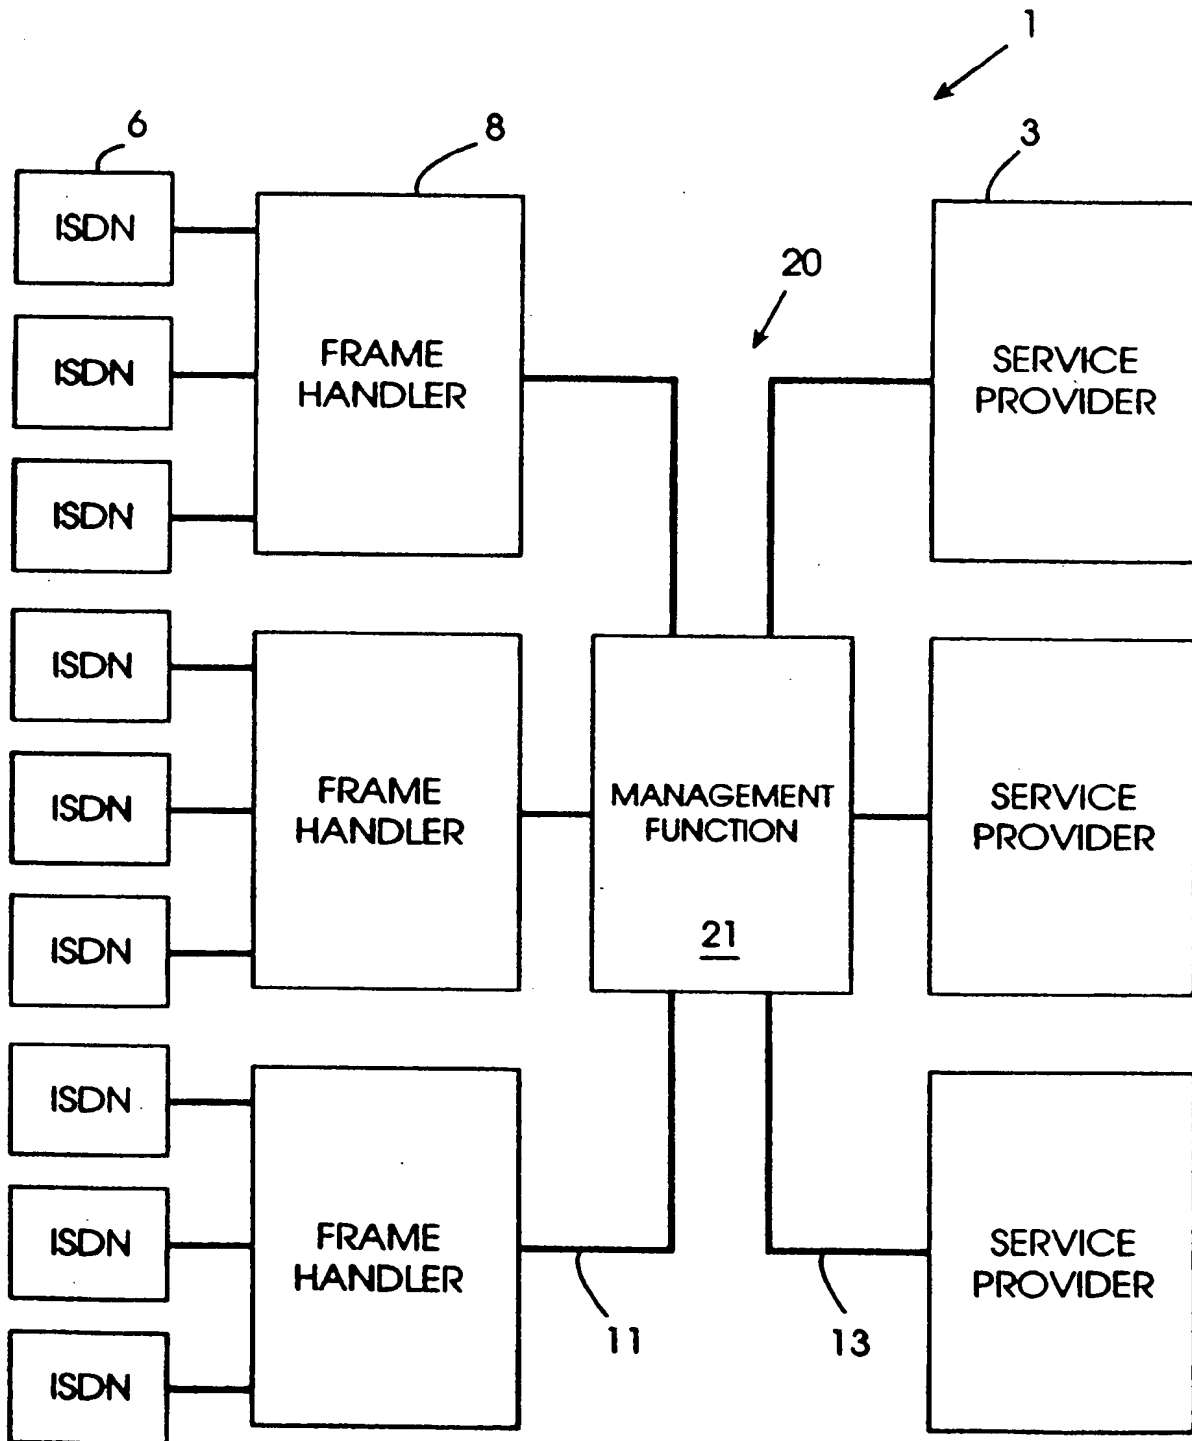 1
6
8
3
ISDN
20
ISDN
ISDN
FRAME
HANDLER
SERVICE
PROVIDER
ISDN
ISDN
ISDN
FRAME
HANDLER
MANAGEMENT
FUNCTION
21
SERVICE
PROVIDER
ISDN
ISDN
ISDN
FRAME
HANDLER
SERVICE
PROVIDER
11
13